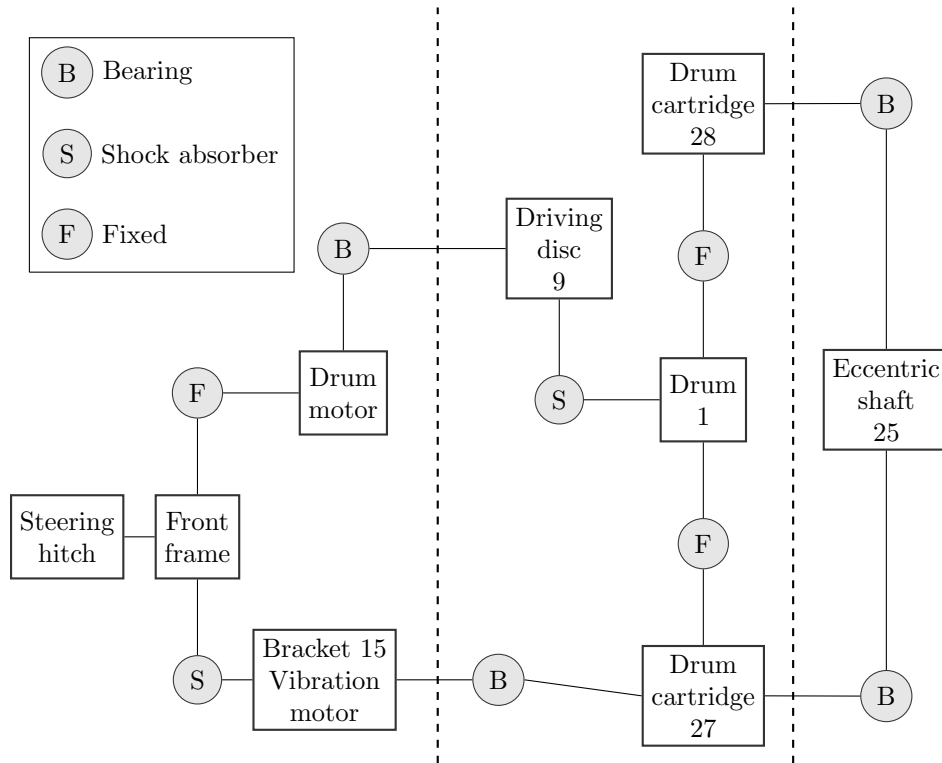 B Bearing
S Shock absorber
F Fixed
Drum
cartridge
28
B
B
Driving
disc
9
F
F
Drum
motor
S
Drum
1
Eccentric
shaft
25
Steering
hitch
Front
frame
F
S
Bracket 15
Vibration
motor
B
Drum
cartridge
27
B